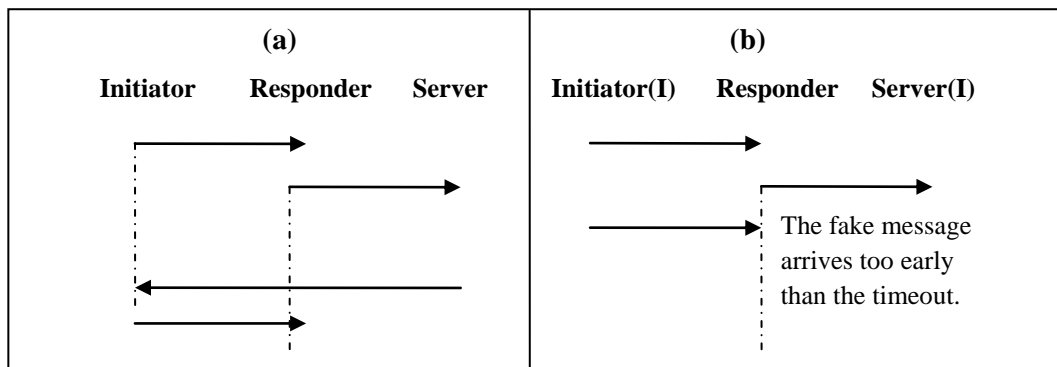 (a)
Initiator Responder Server
(b)
Initiator(I) Responder Server(I)
The fake message
arrives too early
than the timeout.